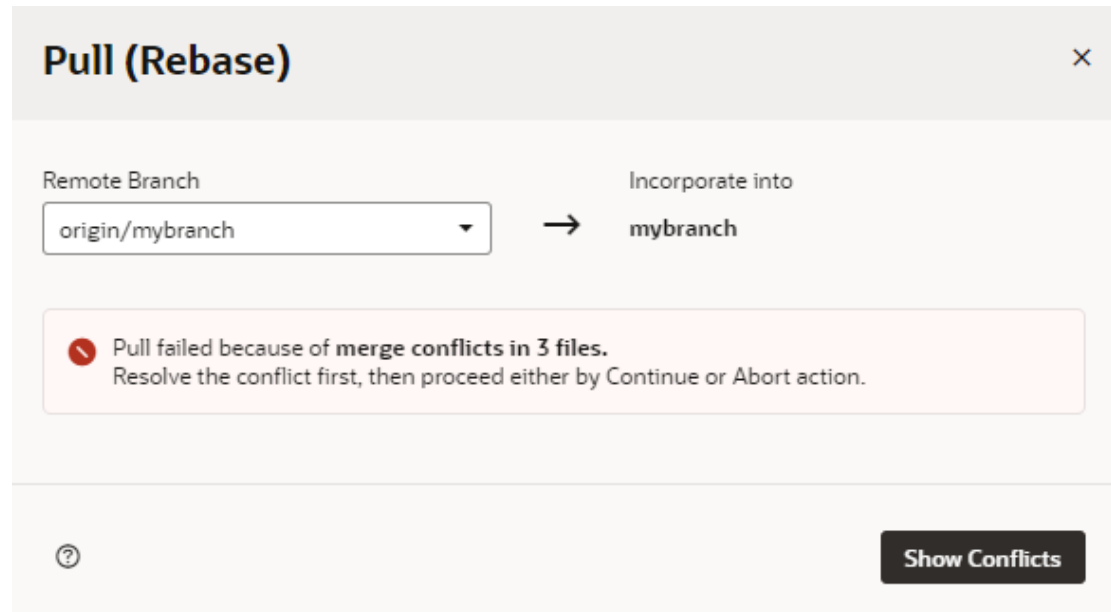 Pull (Rebase)
Remote Branch
Incorporate into
origin/mybranch
mybranch
Pull failed because of merge conflicts in 3 files.
Resolve the conflict first, then proceed either by Continue or Abort action.
Show Conflicts